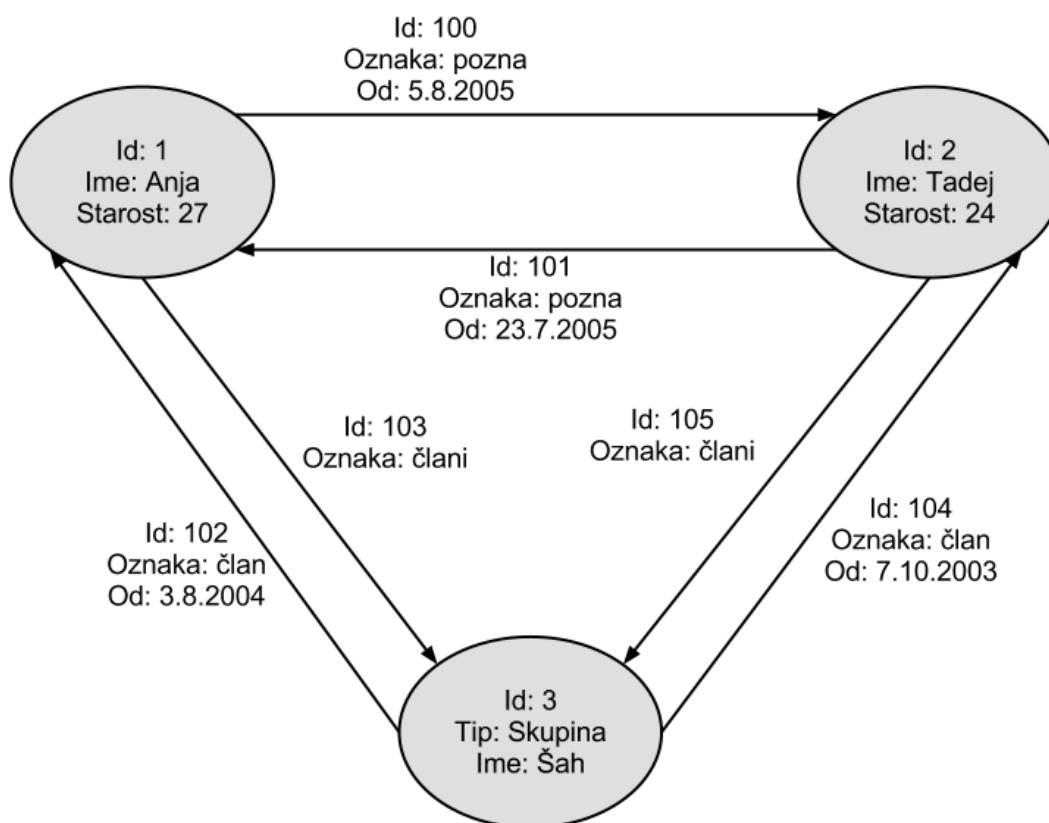 Id: 100
Oznaka: pozna
Od: 5.8.2005
Id: 1
Ime: Anja
Starost: 27
Id: 2
Ime: Tadej
Starost: 24
Id: 101
Oznaka: pozna
Od: 23.7.2005
Id: 103
Oznaka: člani
Id: 105
Oznaka: člani
Id: 102
Oznaka: član
Od: 3.8.2004
Id: 104
Oznaka: član
Od: 7.10.2003
Id: 3
Tip: Skupina
Ime: Šah